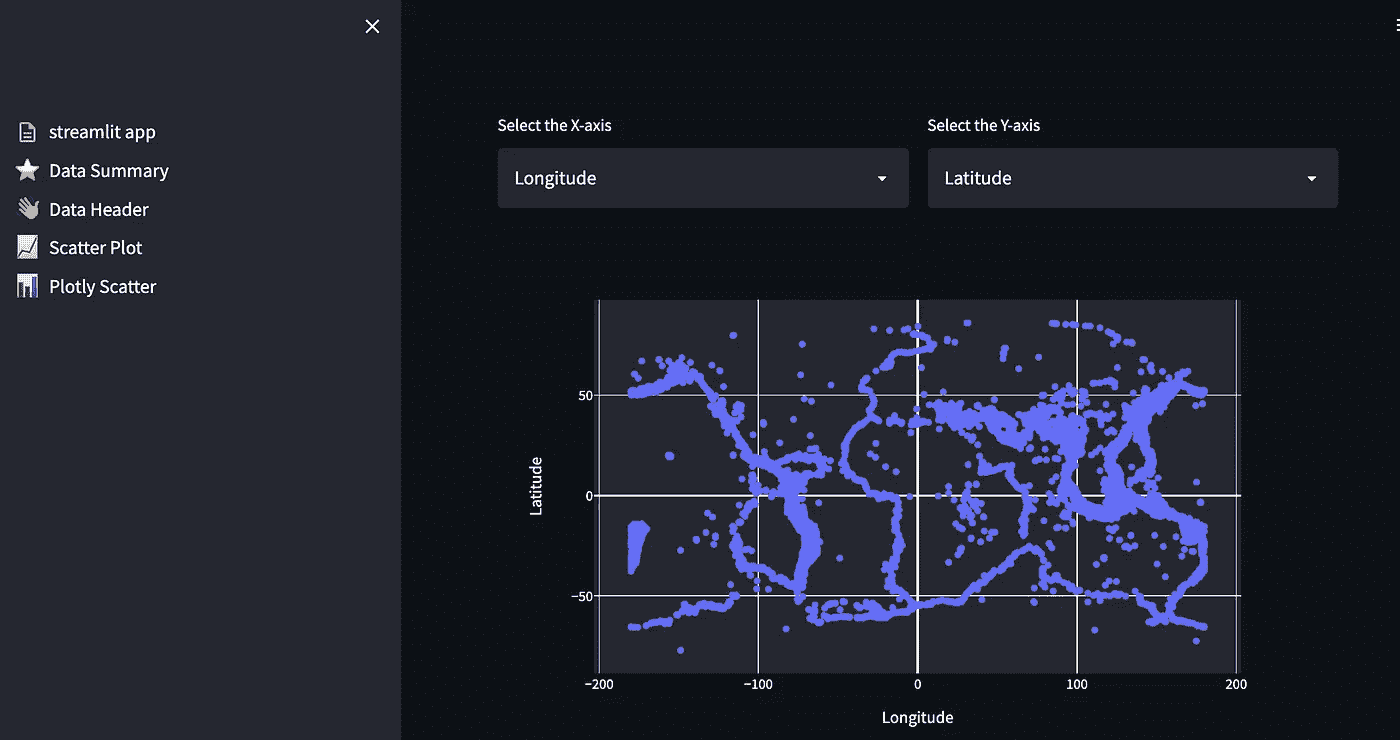 streamlit app
Data Summary
Data Header
Scatter Plot
Plotly Scatter
Select the X-axis
Select the Y-axis
Longitude
Latitude
Latitude
50
0
−50
−200
−100
0
100
200
Longitude